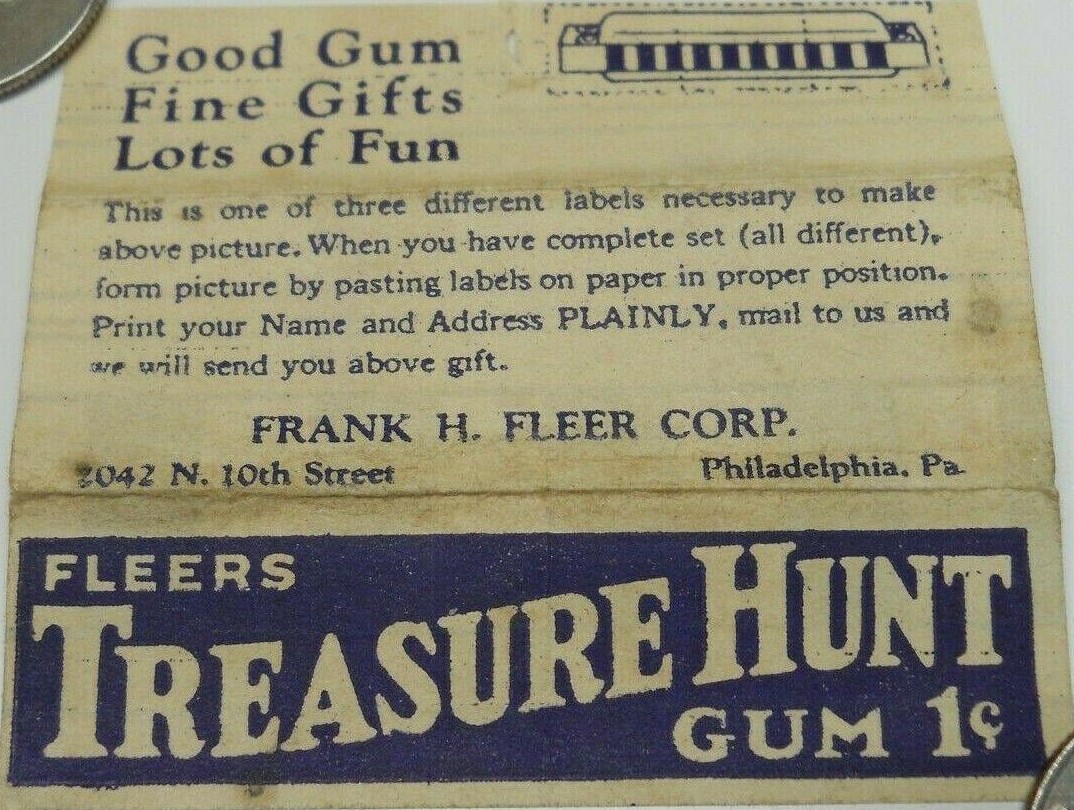 Good Gum
Fine Gifts
Lots of Fun
This is one of three different labels necessary to make
above picture. When you have complete set (all different),
form picture by pasting labels on paper in proper position.
Print your Name and Address PLAINLY, mail to us and
we will send you above gift.
FRANK H. FLEER CORP.
2042 N. 10th Street Philadelphia, Pa.
FLEERS
TREASURE HUNT
GUM 1¢